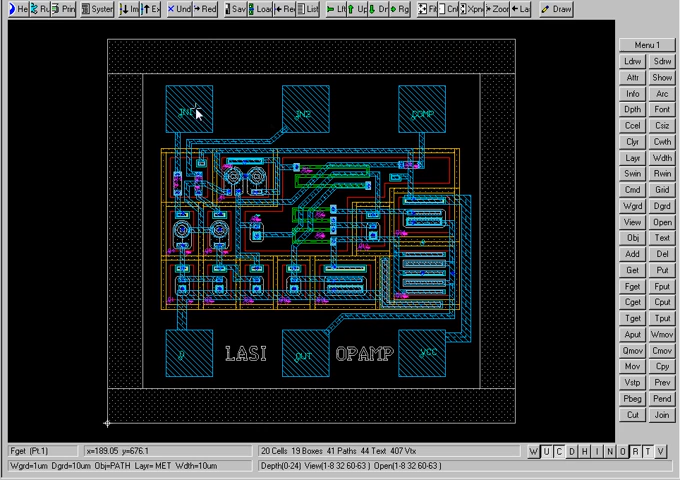 He Ru Prin System Im Ex Und Red Sav Load Re List Lft Up Dn Rg Fit Cnt Xpn Zoom La Draw
Menu 1
Ldrw Sdrw
Attr Show
Info Arc
Dpth Font
Ccel Csiz
Clyr Cwth
Layr Wdth
Swin Rwin
Cmd Grid
Wgrd Dgrd
View Open
Obj Text
Add Del
Get Put
Fget Fput
Cget Cput
Tget Tput
Aput Wmov
Qmov Cmov
Mov Cpy
Vstp Prev
Pbeg Pend
Cut Join
IN1 IN2 COMP
LASI OUT OPAMP VCC
Fget (Pt.1) x=189.05 y=676.1 20 Cells 19 Boxes 41 Paths 44 Text 407 Vtx W U C D H I N O R T V
Wgrd=1um Dgrd=10um Obj=PATH Layr= MET Wdth=10um Depth(0-24) View(1-8 32 60-63 ) Open(1-8 32 60-63 )